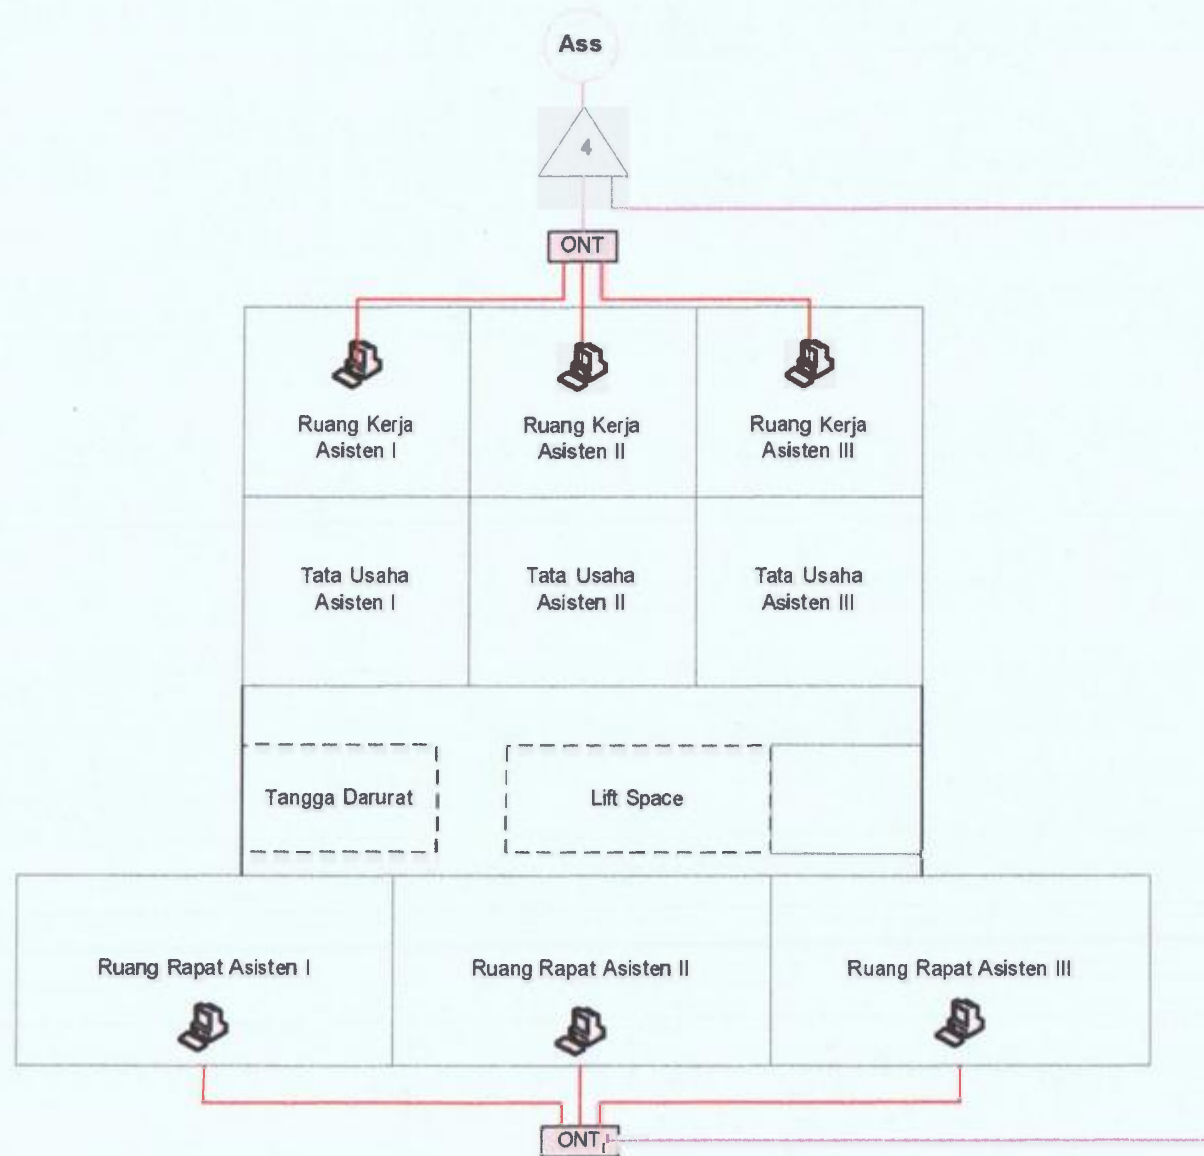 Ass
4
ONT
Ruang Kerja
Asisten I
Ruang Kerja
Asisten II
Ruang Kerja
Asisten III
Tata Usaha
Asisten I
Tata Usaha
Asisten II
Tata Usaha
Asisten III
Tangga Darurat
Lift Space
Ruang Rapat Asisten I
Ruang Rapat Asisten II
Ruang Rapat Asisten III
ONT